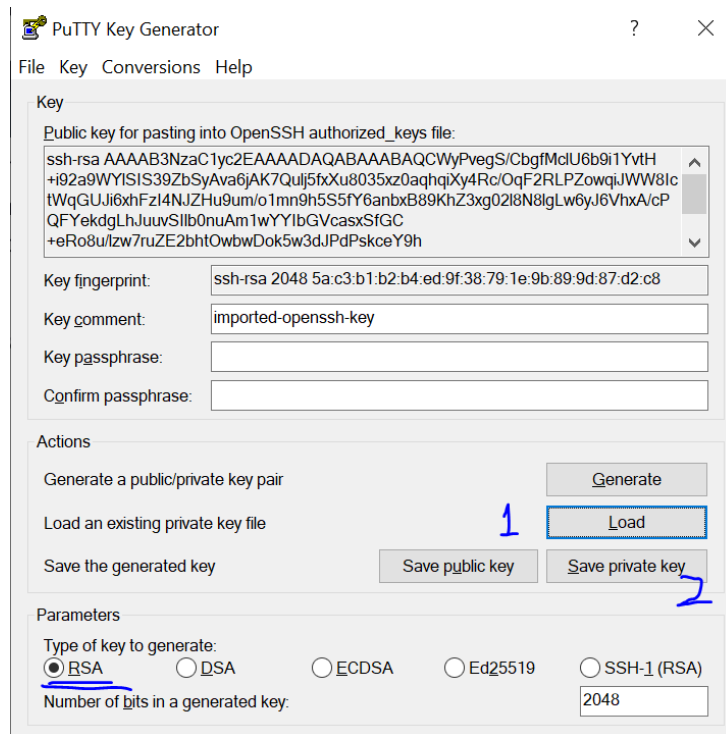 PuTTY Key Generator
File Key Conversions Help
Key
Public key for pasting into OpenSSH authorized_keys file:
ssh-rsa AAAAB3NzaC1yc2EAAAADAQABAAABAQCWyPvegS/CbgfMclU6b9i1YvtH
+i92a9WYlSIS39ZbSyAva6jAK7Qulj5fxXu8035xz0aqhqiXy4Rc/OqF2RLPZowqiJWW8Ic
tWqGUJi6xhFzI4NJZHu9um/o1mn9h5S5fY6anbxB89KhZ3xg02l8N8lgLw6yJ6VhxA/cP
QFYekdgLhJuuvSIlb0nuAm1wYYIbGVcasxSfGC
+eRo8u/lzw7ruZE2bhtOwbwDok5w3dJPdPskceY9h
Key fingerprint:
ssh-rsa 2048 5a:c3:b1:b2:b4:ed:9f:38:79:1e:9b:89:9d:87:d2:c8
Key comment:
imported-openssh-key
Key passphrase:
Confirm passphrase:
Actions
Generate a public/private key pair
Generate
Load an existing private key file
1
Load
Save the generated key
Save public key
Save private key
2
Parameters
Type of key to generate:
RSA DSA ECDSA Ed25519 SSH-1 (RSA)
Number of bits in a generated key:
2048